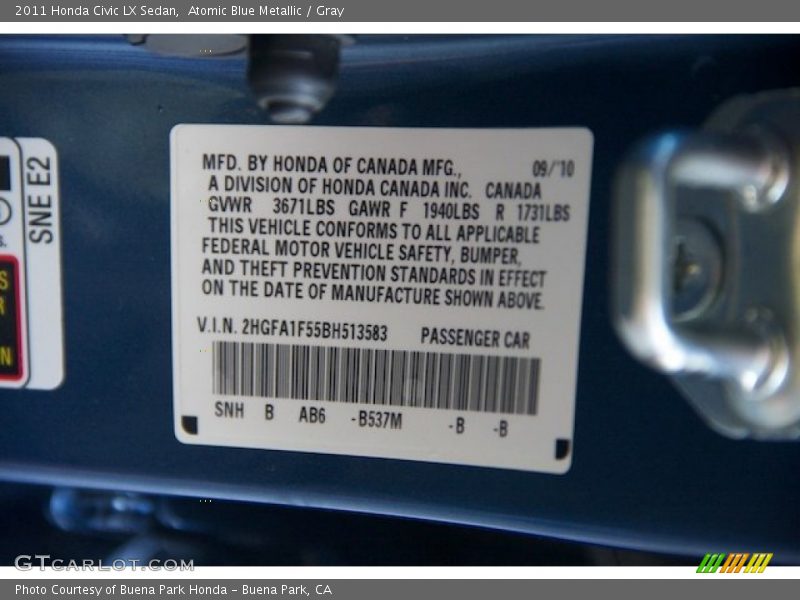 2011 Honda Civic LX Sedan, Atomic Blue Metallic / Gray
MFD. BY HONDA OF CANADA MFG., 09/'10
A DIVISION OF HONDA CANADA INC. CANADA
GVWR 3671LBS GAWR F 1940LBS R 1731LBS
THIS VEHICLE CONFORMS TO ALL APPLICABLE
FEDERAL MOTOR VEHICLE SAFETY, BUMPER,
AND THEFT PREVENTION STANDARDS IN EFFECT
ON THE DATE OF MANUFACTURE SHOWN ABOVE.
V.I.N. 2HGFA1F55BH513583 PASSENGER CAR
SNH B AB6 -B537M -B -B
SNE E2
GTCARLOT.COM
Photo Courtesy of Buena Park Honda - Buena Park, CA